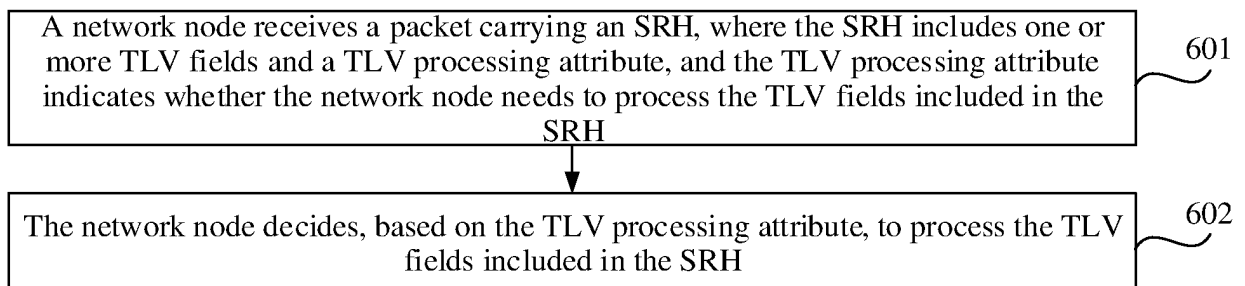 A network node receives a packet carrying an SRH, where the SRH includes one or
more TLV fields and a TLV processing attribute, and the TLV processing attribute
indicates whether the network node needs to process the TLV fields included in the
SRH
601
The network node decides, based on the TLV processing attribute, to process the TLV
fields included in the SRH
602